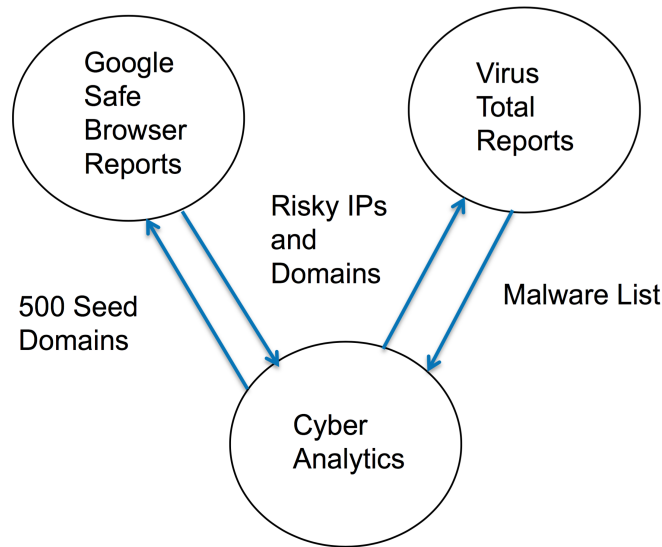 Google
Safe
Browser
Reports
Virus
Total
Reports
Risky IPs
and
Domains
500 Seed
Domains
Malware List
Cyber
Analytics